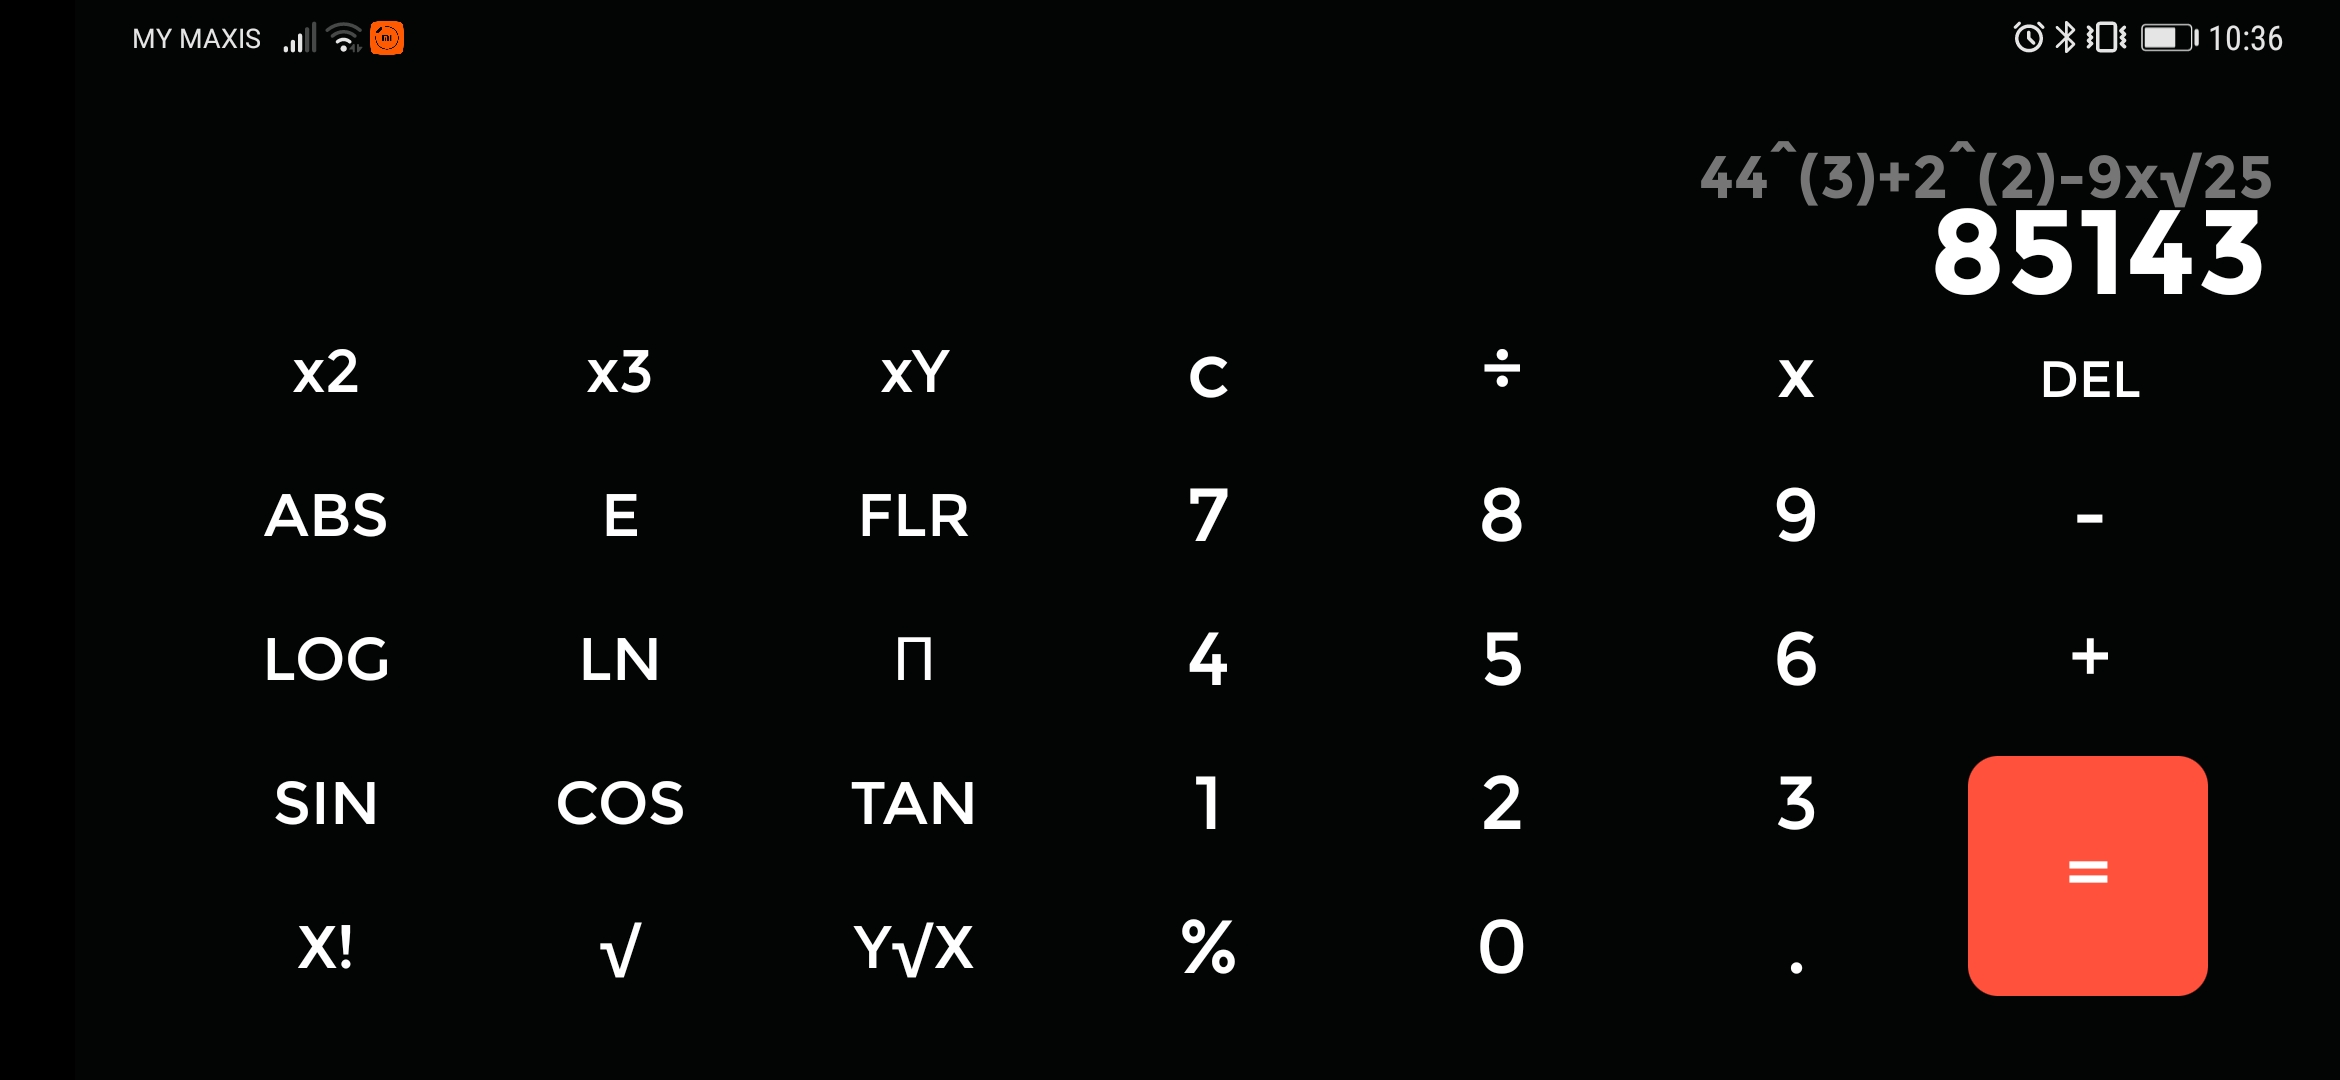 MY MAXIS
10:36
44^(3)+2^(2)-9x√25
85143
x2 x3 xY C ÷ X DEL
ABS E FLR 7 8 9 -
LOG LN Π 4 5 6 +
SIN COS TAN 1 2 3
=
X! √ Y√X % 0 .